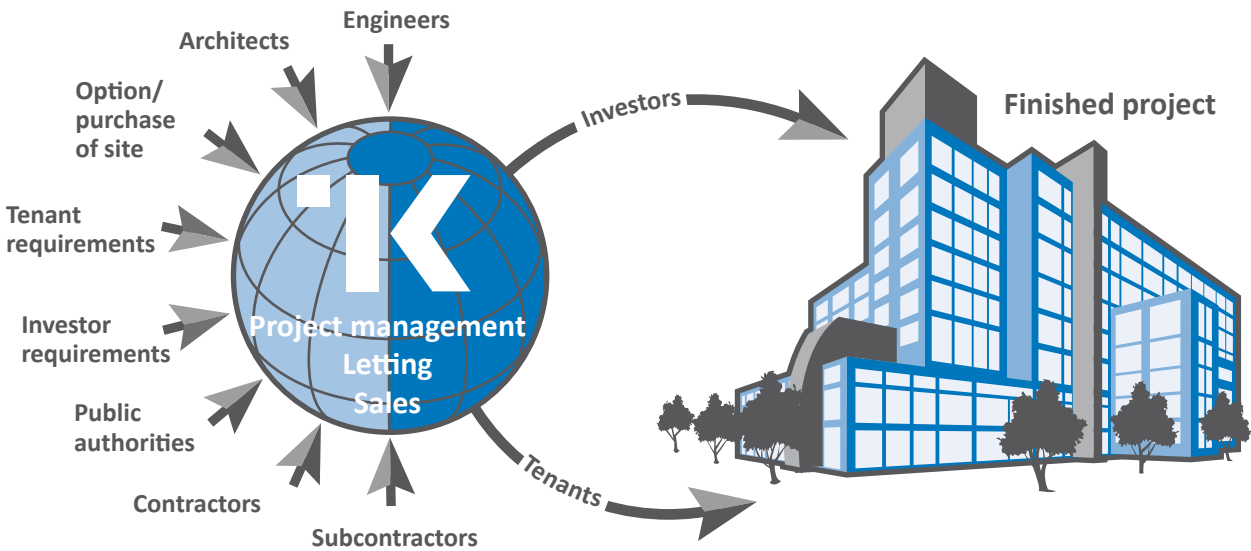 Engineers
Architects
Option/
purchase
of site
Tenant
requirements
Investor
requirements
Public
authorities
Contractors
Subcontractors
K
Project management
Letting
Sales
Investors
Tenants
Finished project